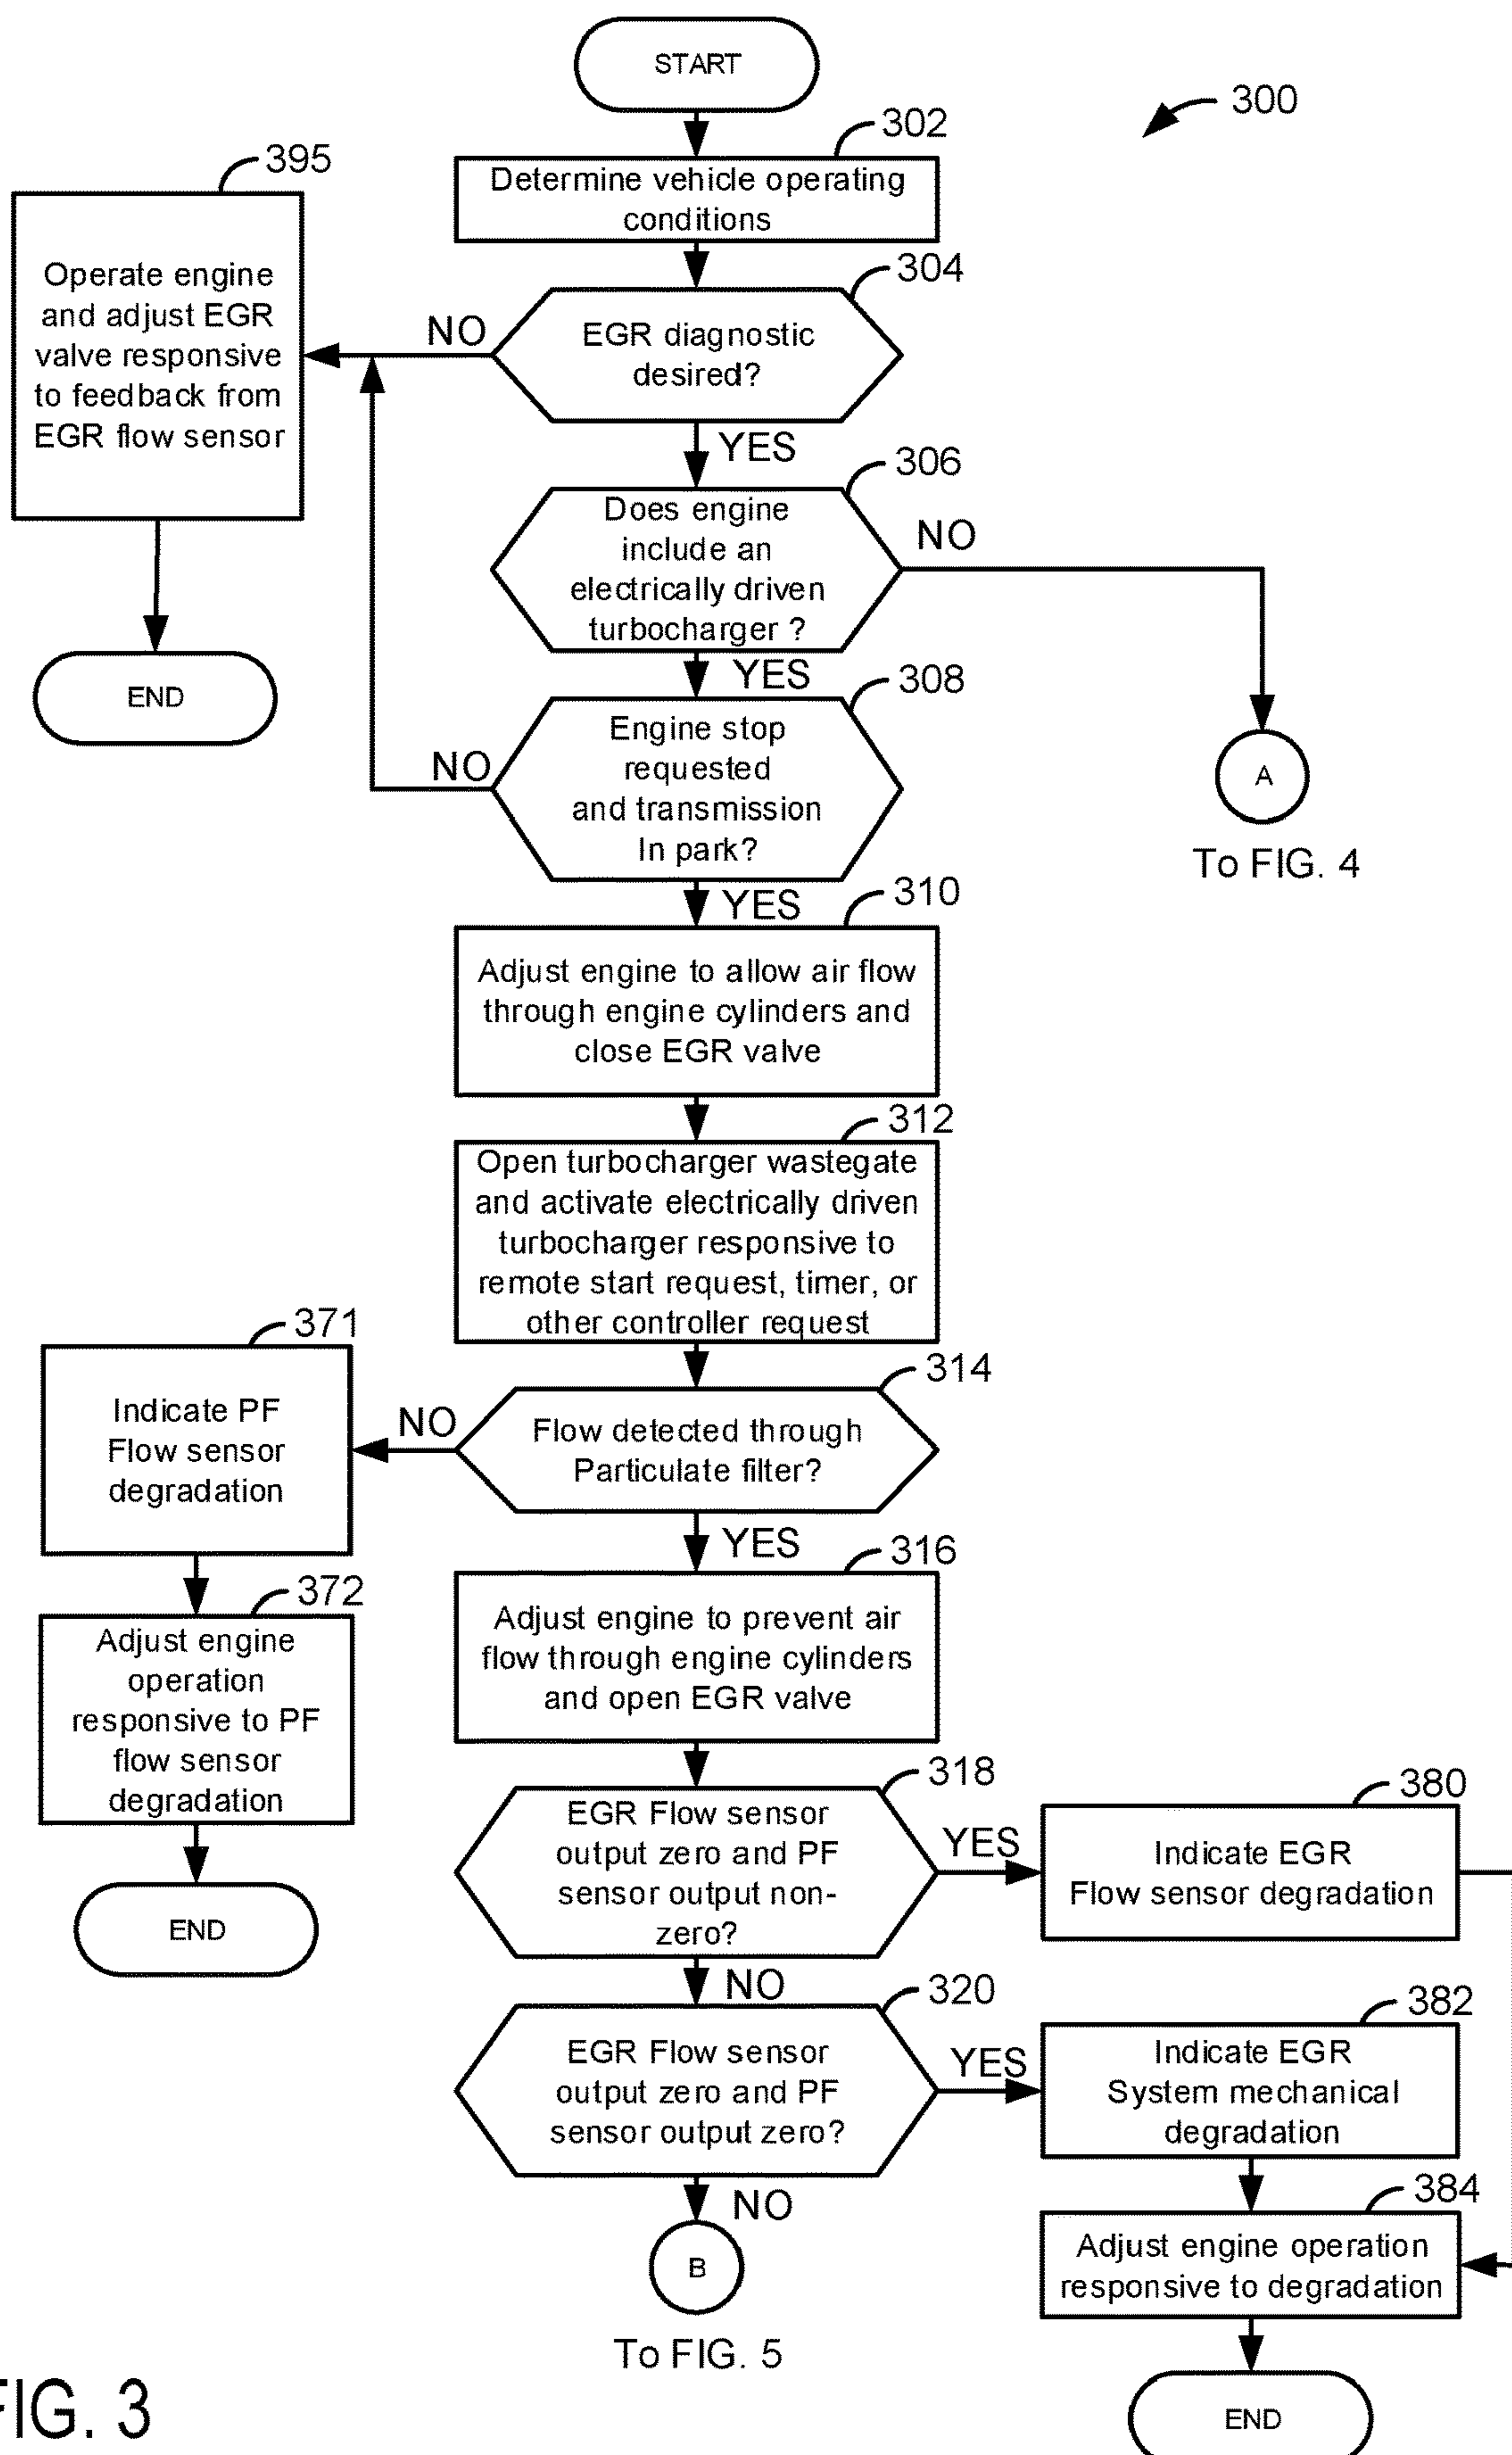 START
300
302
Determine vehicle operating
conditions
395
Operate engine
and adjust EGR
valve responsive
to feedback from
EGR flow sensor
END
304
EGR diagnostic
desired?
NO
YES
306
Does engine
include an
electrically driven
turbocharger ?
NO
YES
A
To FIG. 4
308
Engine stop
requested
and transmission
In park?
NO
YES
310
Adjust engine to allow air flow
through engine cylinders and
close EGR valve
312
Open turbocharger wastegate
and activate electrically driven
turbocharger responsive to
remote start request, timer, or
other controller request
314
Flow detected through
Particulate filter?
NO
YES
371
Indicate PF
Flow sensor
degradation
372
Adjust engine
operation
responsive to PF
flow sensor
degradation
END
316
Adjust engine to prevent air
flow through engine cylinders
and open EGR valve
318
EGR Flow sensor
output zero and PF
sensor output non-
zero?
YES
NO
380
Indicate EGR
Flow sensor degradation
320
EGR Flow sensor
output zero and PF
sensor output zero?
YES
NO
382
Indicate EGR
System mechanical
degradation
384
Adjust engine operation
responsive to degradation
END
B
To FIG. 5
FIG. 3